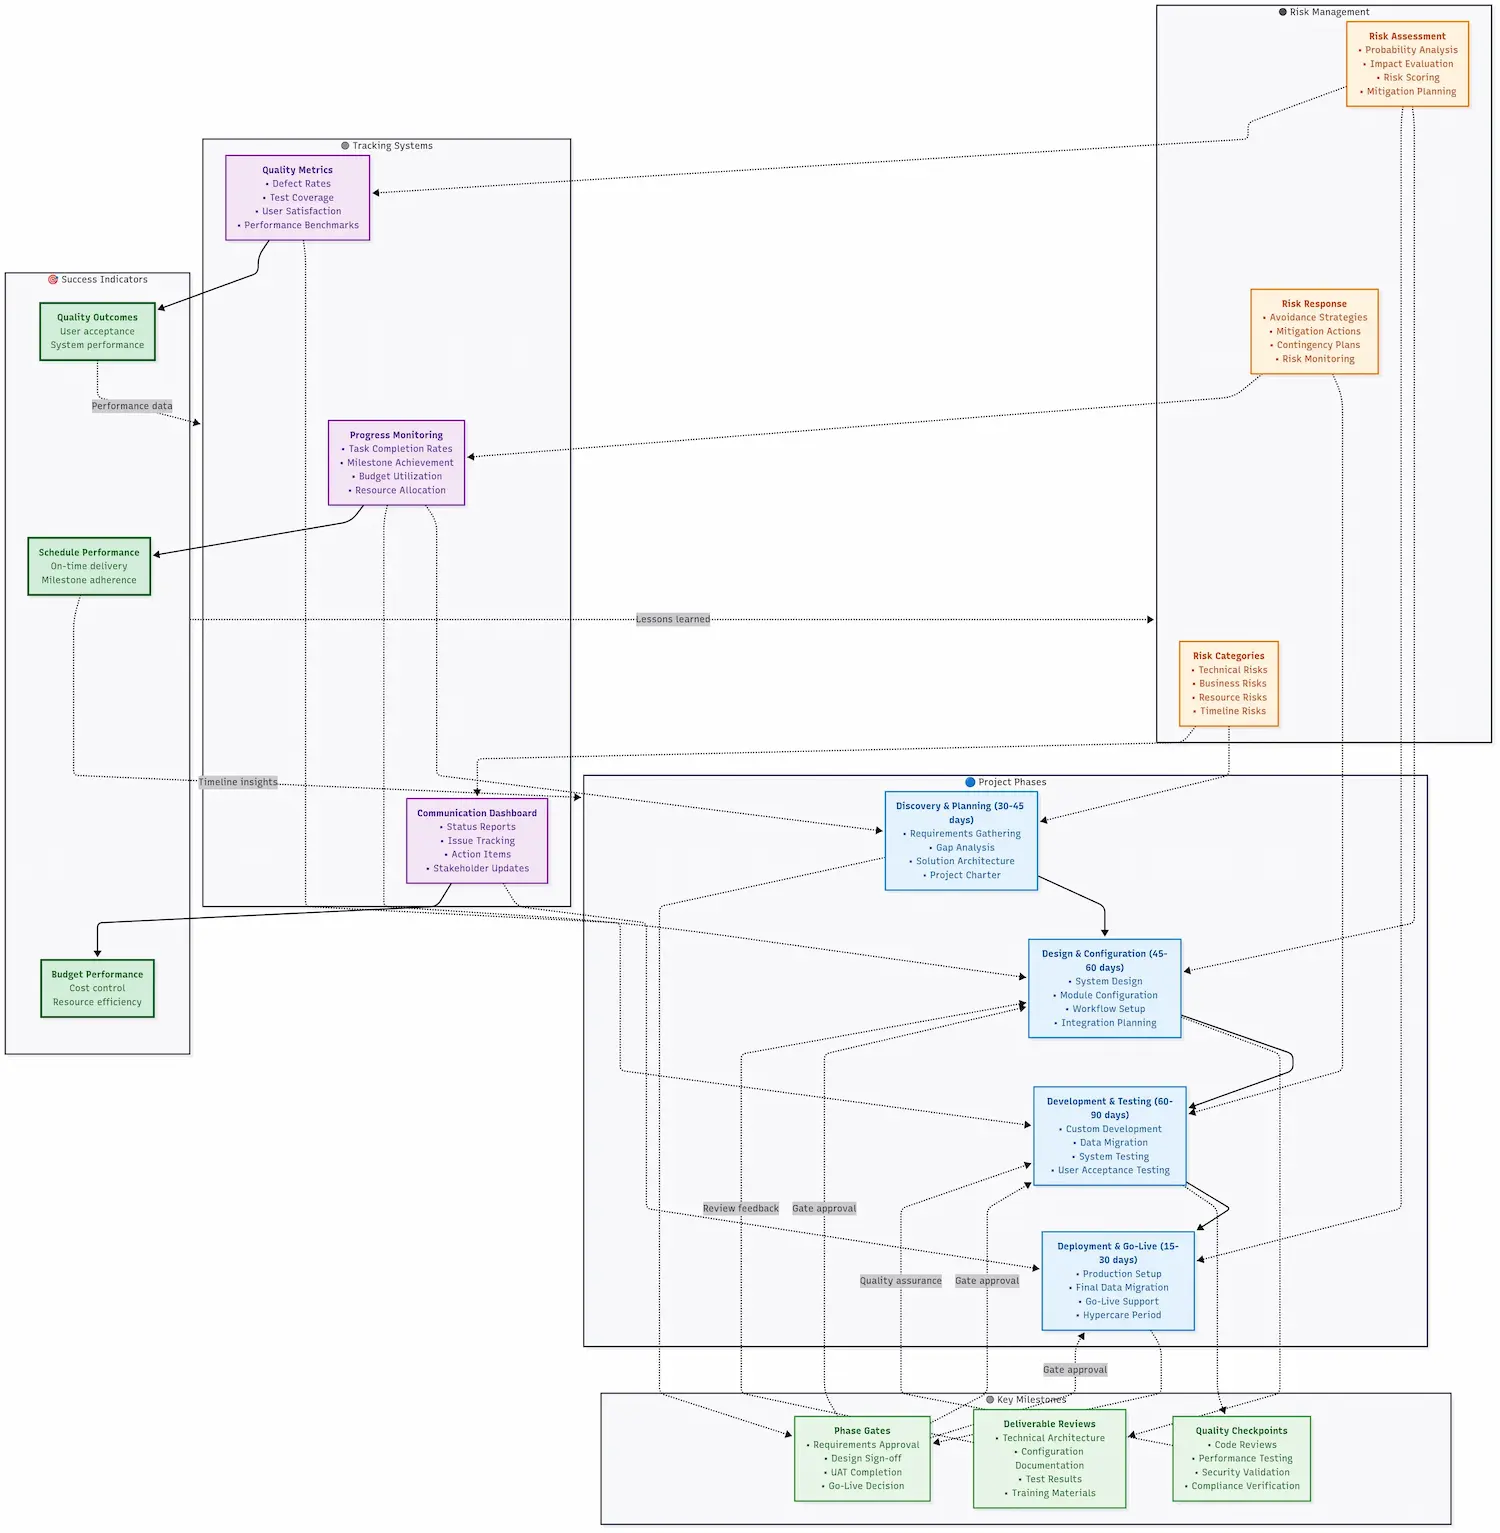 Risk Management
Risk Assessment
• Probability Analysis
• Impact Evaluation
• Risk Scoring
• Mitigation Planning
Tracking Systems
Quality Metrics
• Defect Rates
• Test Coverage
• User Satisfaction
• Performance Benchmarks
Success Indicators
Quality Outcomes
User acceptance
System performance
Risk Response
• Avoidance Strategies
• Mitigation Actions
• Contingency Plans
• Risk Monitoring
Performance data
Progress Monitoring
• Task Completion Rates
• Milestone Achievement
• Budget Utilization
• Resource Allocation
Schedule Performance
On-time delivery
Milestone adherence
Lessons learned
Risk Categories
• Technical Risks
• Business Risks
• Resource Risks
• Timeline Risks
Timeline insights
Project Phases
Communication Dashboard
• Status Reports
• Issue Tracking
• Action Items
• Stakeholder Updates
Discovery & Planning (30-45
days)
• Requirements Gathering
• Gap Analysis
• Solution Architecture
• Project Charter
Budget Performance
Cost control
Resource efficiency
Design & Configuration (45-
60 days)
• System Design
• Module Configuration
• Workflow Setup
• Integration Planning
Development & Testing (60-
90 days)
• Custom Development
• Data Migration
• System Testing
• User Acceptance Testing
Review feedback
Gate approval
Deployment & Go-Live (15-
30 days)
• Production Setup
• Final Data Migration
• Go-Live Support
• Hypercare Period
Quality assurance
Gate approval
Gate approval
Key Milestones
Phase Gates
• Requirements Approval
• Design Sign-off
• UAT Completion
• Go-Live Decision
Deliverable Reviews
• Technical Architecture
• Configuration
Documentation
• Test Results
• Training Materials
Quality Checkpoints
• Code Reviews
• Performance Testing
• Security Validation
• Compliance Verification